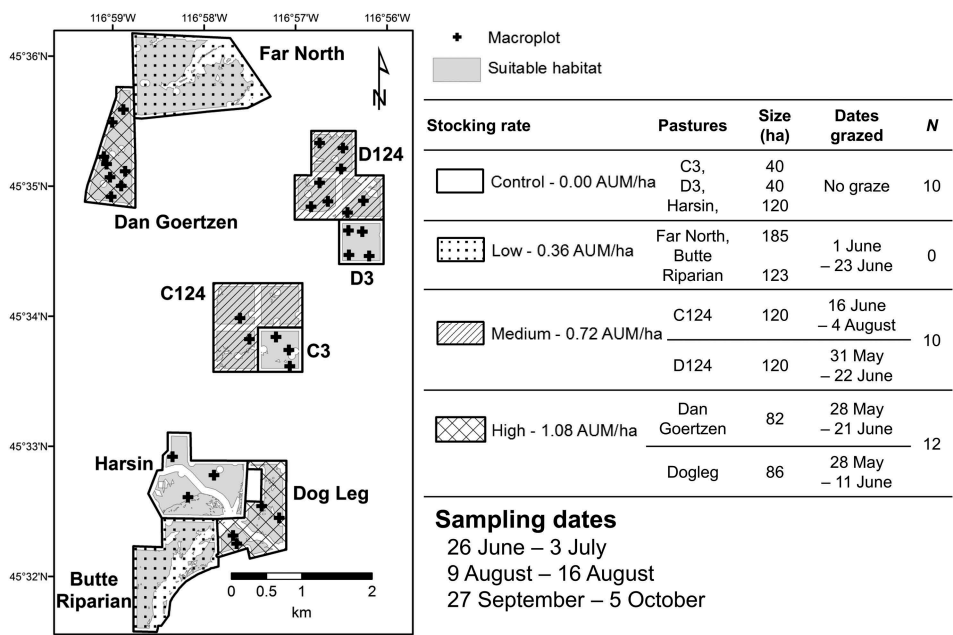 116°59'W 116°58'W 116°57'W 116°56'W
45°36'N
45°35'N
45°34'N
45°33'N
45°32'N
Far North
N
D124
Dan Goertzen
D3
C124
C3
Harsin
Dog Leg
Butte
Riparian
0 0.5 1 2
km
Macroplot
Suitable habitat
Stocking rate Pastures Size (ha) Dates grazed N
Control - 0.00 AUM/ha
C3, 40
D3, 40
Harsin, 120
No graze 10
Low - 0.36 AUM/ha
Far North, 185
Butte
Riparian 123
1 June
– 23 June
0
Medium - 0.72 AUM/ha
C124 120 16 June
– 4 August
D124 120 31 May
– 22 June
10
High - 1.08 AUM/ha
Dan
Goertzen 82 28 May
– 21 June
Dogleg 86 28 May
– 11 June
12
Sampling dates
26 June – 3 July
9 August – 16 August
27 September – 5 October